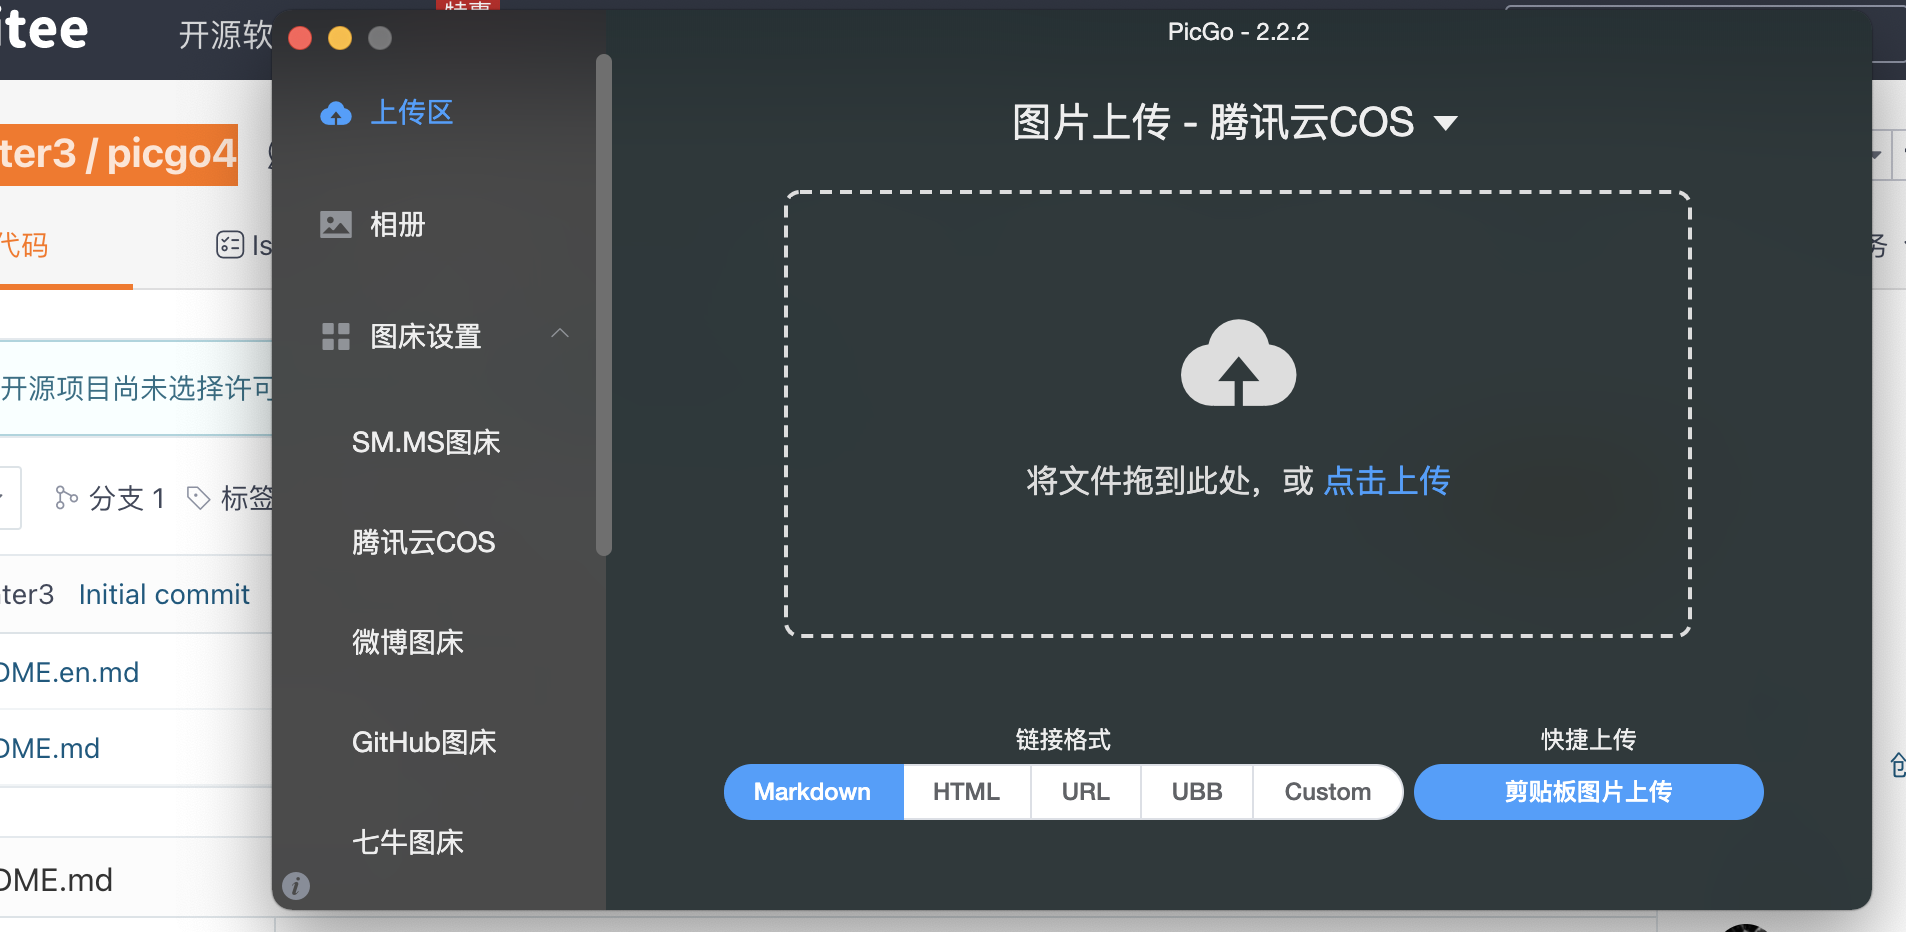 itee
开源软
特惠
PicGo - 2.2.2
上传区
图片上传 - 腾讯云COS
ter3 / picgo4
相册
代码
Is
务
图床设置
开源项目尚未选择许可
SM.MS图床
将文件拖到此处，或 点击上传
分支 1
标签
腾讯云COS
ter3 Initial commit
微博图床
DME.en.md
GitHub图床
链接格式
快捷上传
DME.md
Markdown
HTML
URL
UBB
Custom
剪贴板图片上传
七牛图床
DME.md